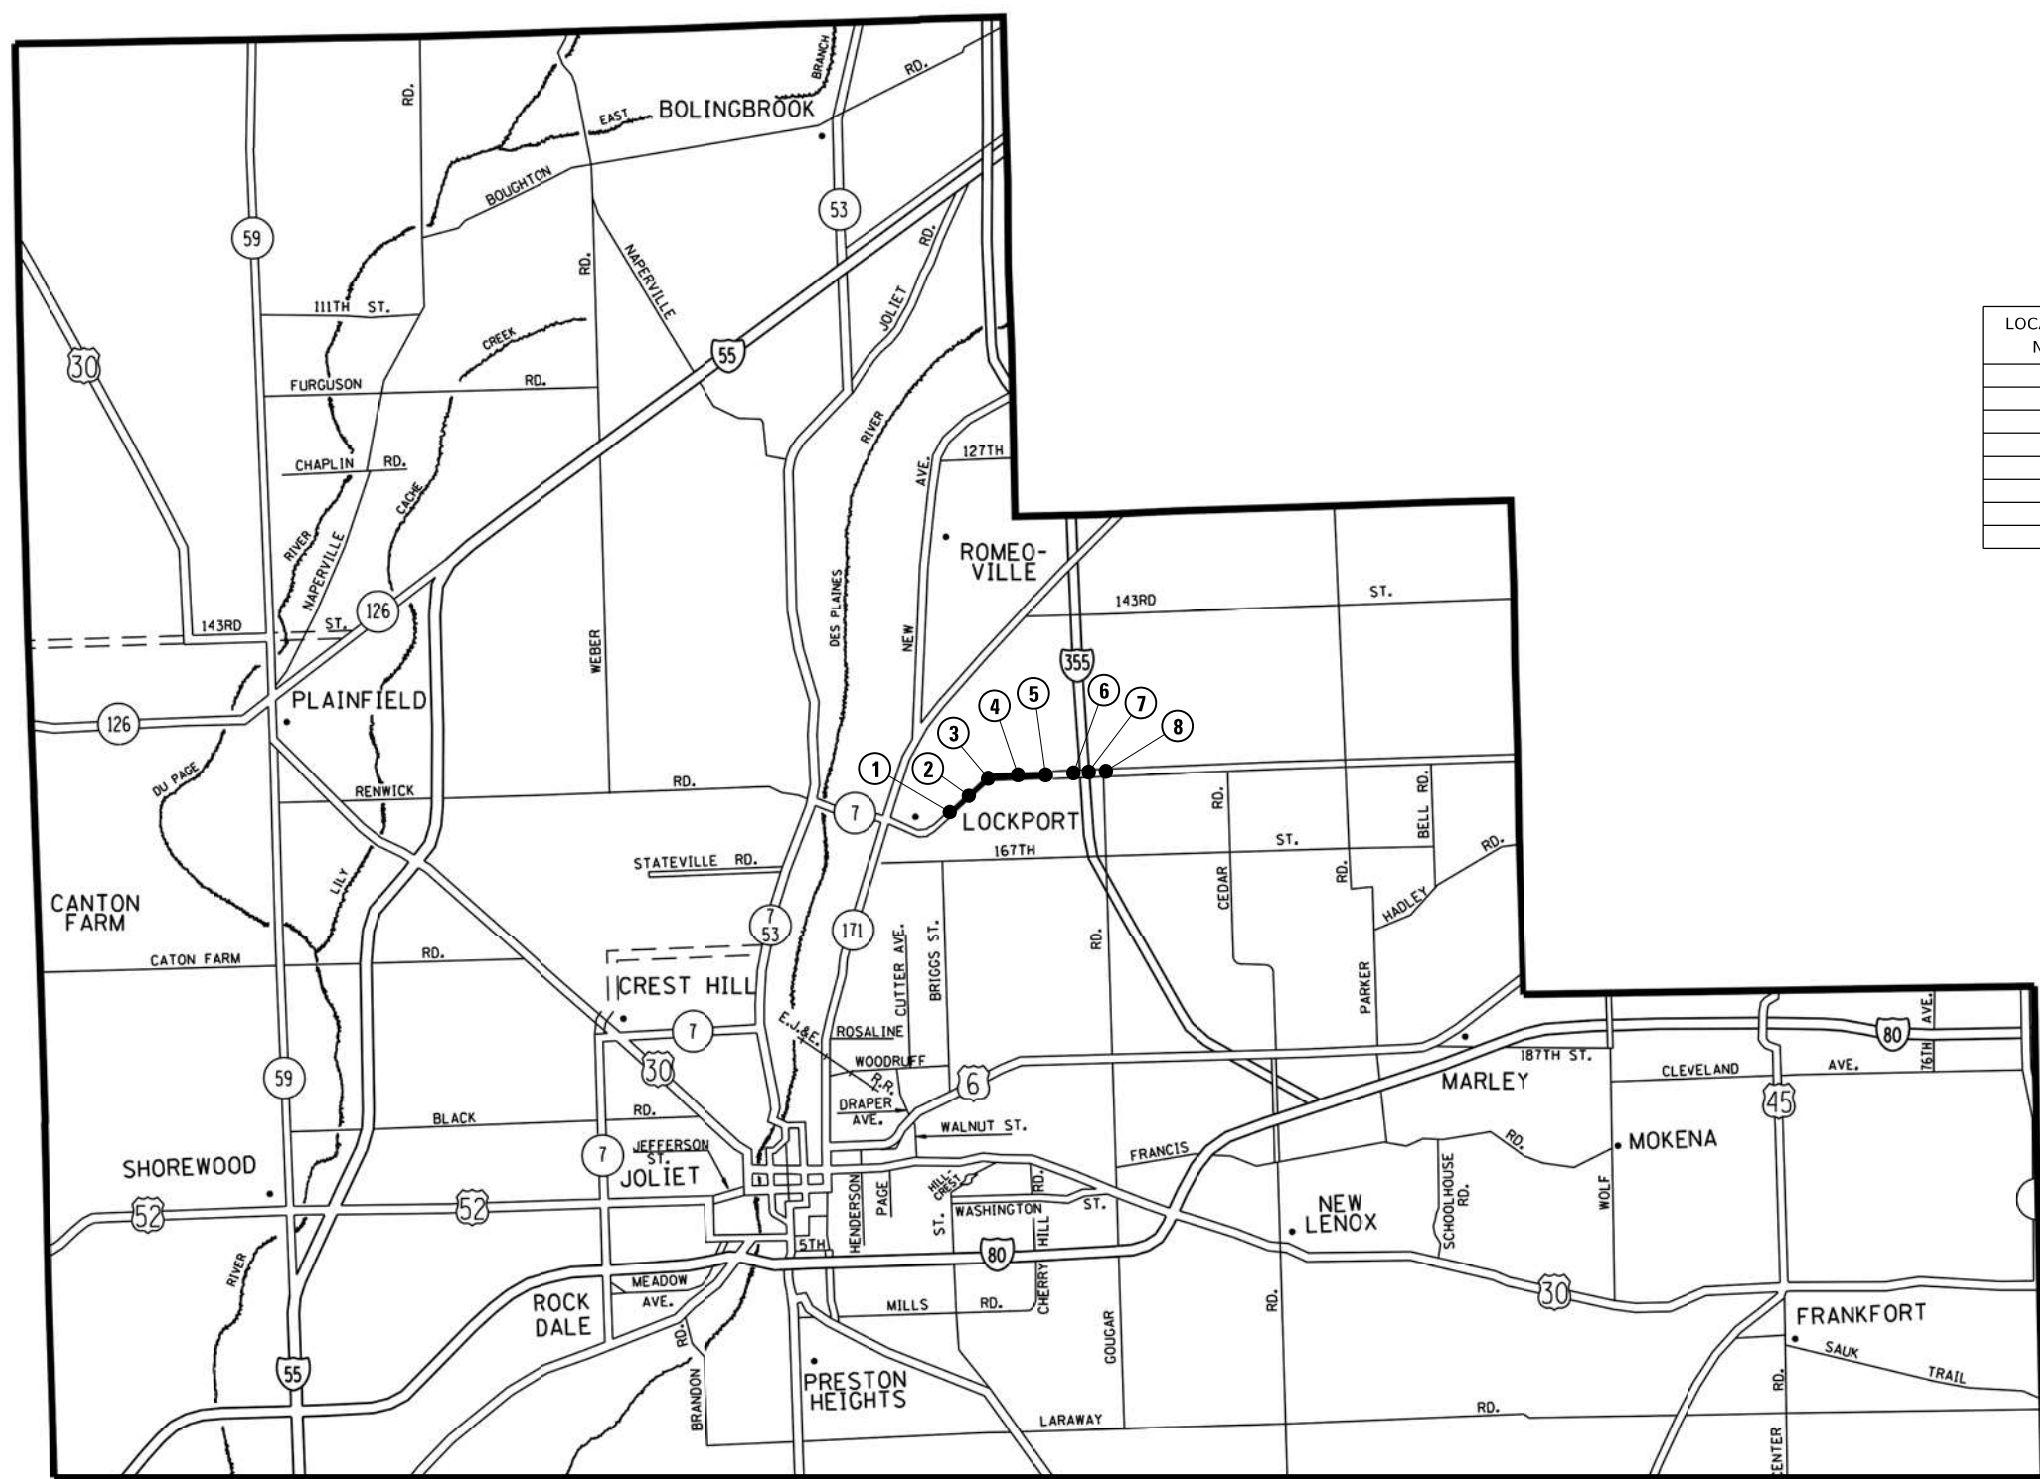 BRANCH
RD.
RD.
EAST
BOLINGBROOK
BOUGHTON
53
59
RD.
RD.
NAPERVILLE
111TH ST.
JOLIET
LOCA
N
CREEK
55
30
FURGUSON RD.
RIVER
127TH
AVE.
CHAPLIN RD.
CACHE
RIVER
NAPERVILLE
ROMEO-
VILLE
DES PLAINES
143RD ST.
126
143RD ST.
NEW
WEBER
355
PLAINFIELD
126
1
2
3
4
5
6
7
8
DU PAGE
RENWICK RD.
7
LOCKPORT
RD.
BELL RD.
167TH ST.
RD.
STATEVILLE RD.
LILY
RD.
CEDAR
HADLEY
CANTON
FARM
7
53
171
CUTTER AVE.
BRIGGS ST.
RD.
CATON FARM RD.
CREST HILL
PARKER
7
E.J.&E.
R.R.
ROSALINE
WOODRUFF
30
59
6
DRAPER
AVE.
WALNUT ST.
187TH ST.
MARLEY
80
76TH AVE.
CLEVELAND AVE.
45
BLACK RD.
JEFFERSON
ST.
7
JOLIET
SHOREWOOD
52
52
FRANCIS RD.
MOKENA
HENDERSON
PAGE
HILL-
CREST
ST.
WASHINGTON ST.
CHERRY HILL RD.
NEW
LENOX
SCHOOLHOUSE
RD.
WOLF
5TH
80
RIVER
MEADOW
AVE.
ROCK
DALE
MILLS RD.
GOUGAR
RD.
30
FRANKFORT
SAUK TRAIL
55
BRANDON RD.
PRESTON
HEIGHTS
LARAWAY RD.
RD.
ENTER